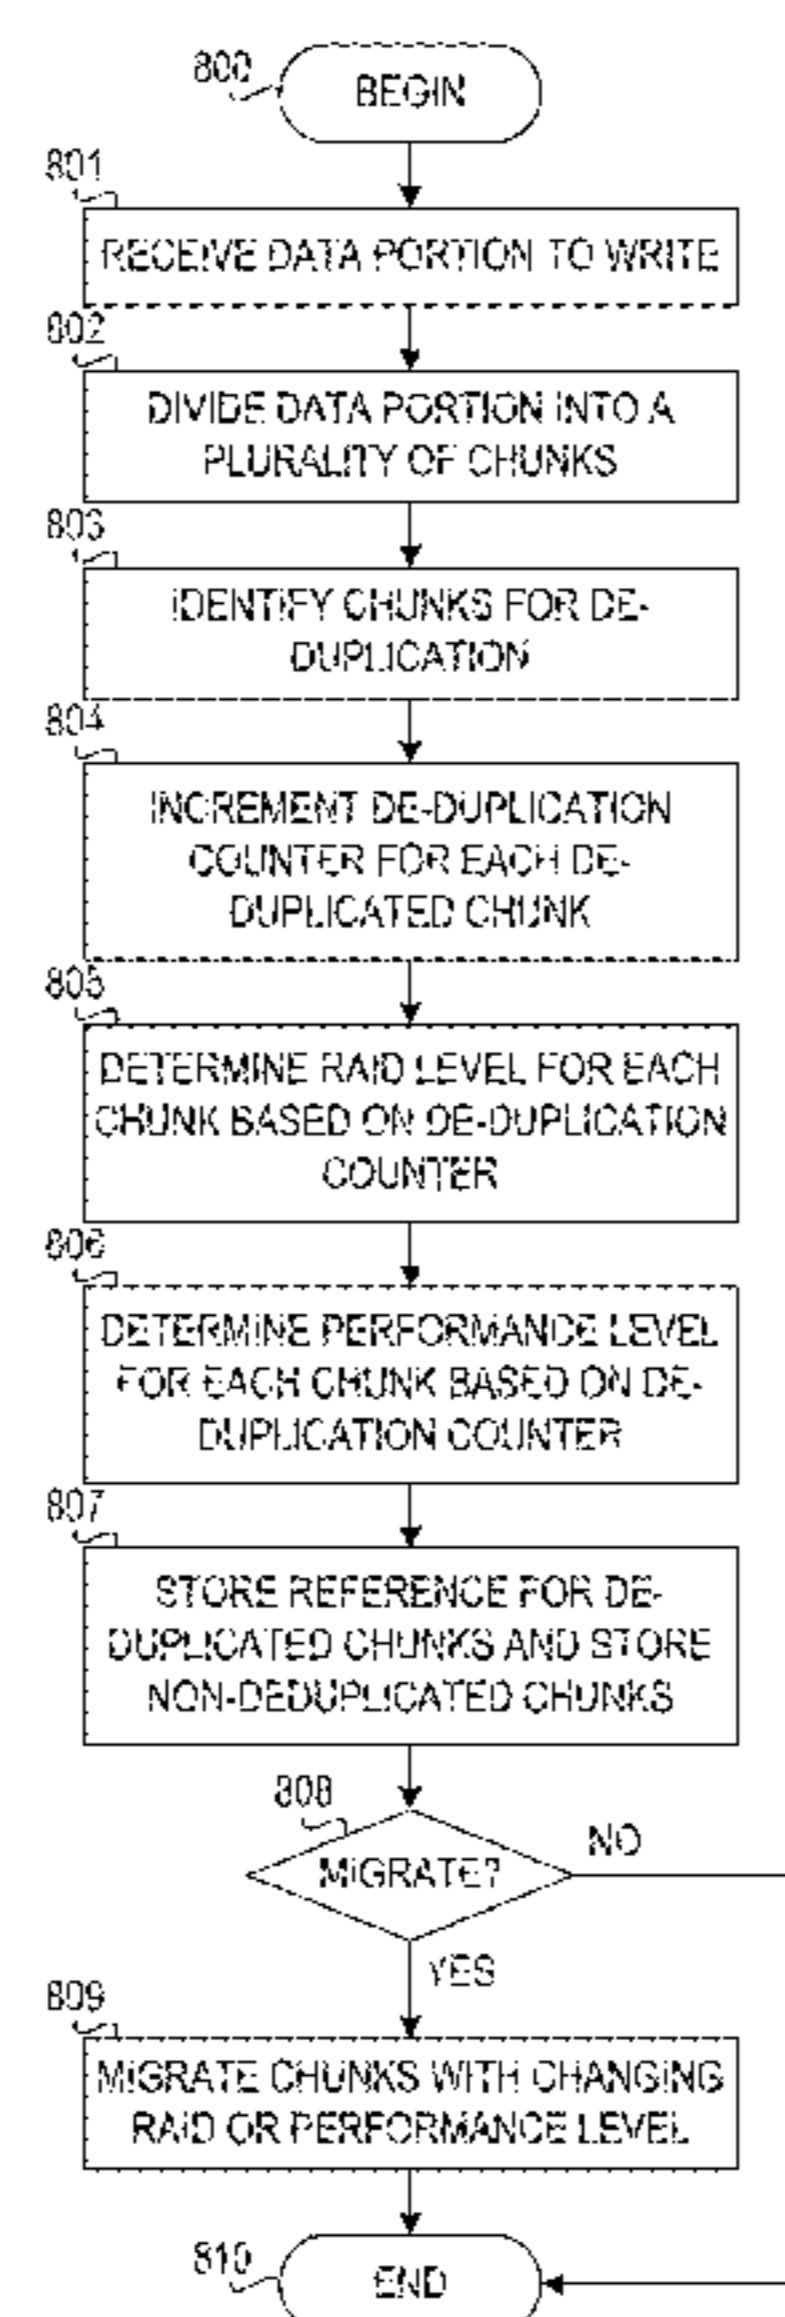 800
BEGIN
801
RECEIVE DATA PORTION TO WRITE
802
DIVIDE DATA PORTION INTO A
PLURALITY OF CHUNKS
803
IDENTIFY CHUNKS FOR DE-
DUPLICATION
804
INCREMENT DE-DUPLICATION
COUNTER FOR EACH DE-
DUPLICATED CHUNK
805
DETERMINE RAID LEVEL FOR EACH
CHUNK BASED ON DE-DUPLICATION
COUNTER
806
DETERMINE PERFORMANCE LEVEL
FOR EACH CHUNK BASED ON DE-
DUPLICATION COUNTER
807
STORE REFERENCE FOR DE-
DUPLICATED CHUNKS AND STORE
NON-DEDUPLICATED CHUNKS
808
MIGRATE?
NO
YES
809
MIGRATE CHUNKS WITH CHANGING
RAID OR PERFORMANCE LEVEL
810
END